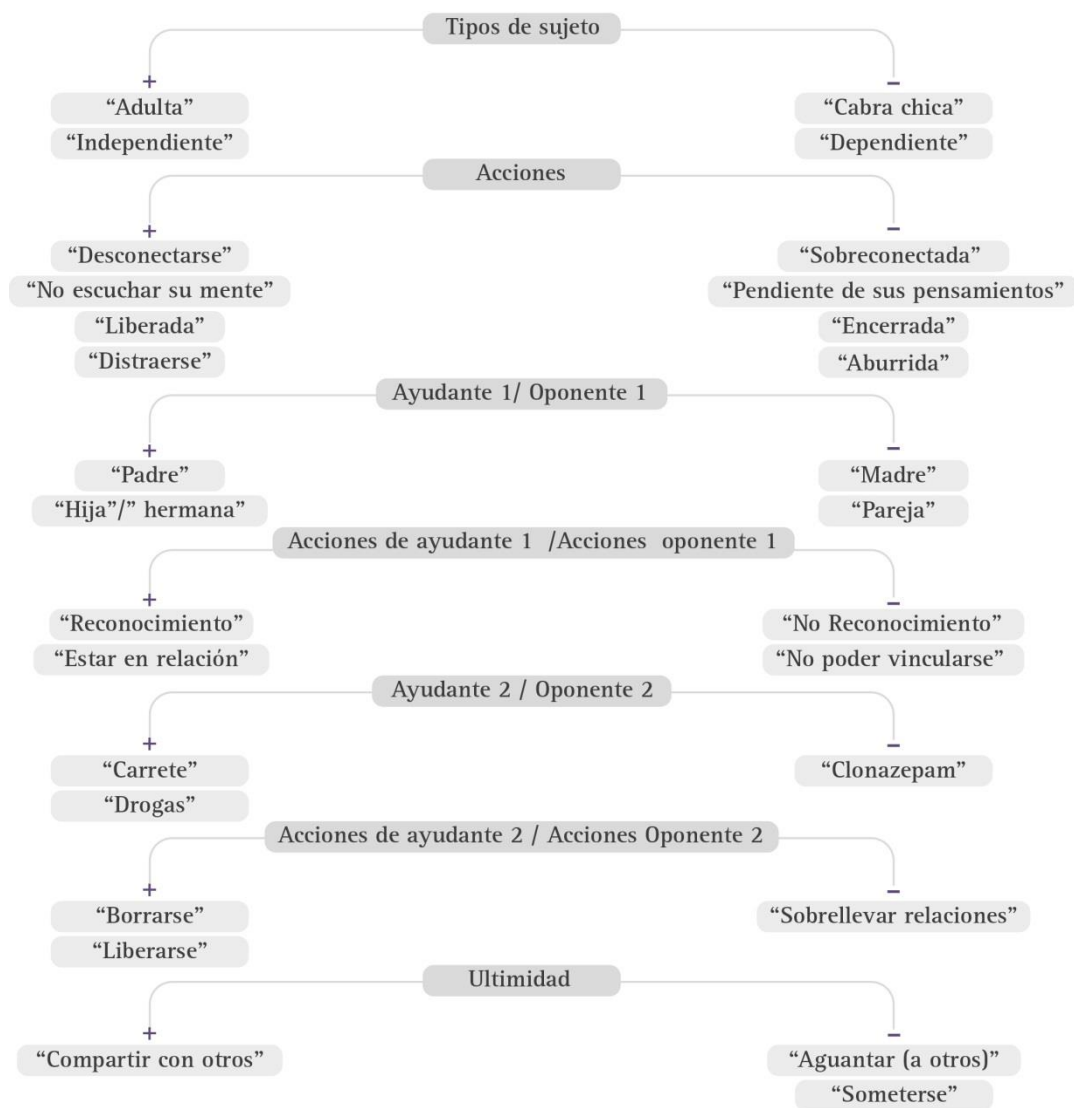 Tipos de sujeto
+
−
“Adulta”
“Cabra chica”
“Independiente”
“Dependiente”
Acciones
+
−
“Desconectarse”
“Sobreconectada”
“No escuchar su mente”
“Pendiente de sus pensamientos”
“Liberada”
“Encerrada”
“Distraerse”
“Aburrida”
Ayudante 1/ Oponente 1
+
−
“Padre”
“Madre”
“Hija”/” hermana”
“Pareja”
Acciones de ayudante 1 /Acciones oponente 1
+
−
“Reconocimiento”
“No Reconocimiento”
“Estar en relación”
“No poder vincularse”
Ayudante 2 / Oponente 2
+
−
“Carrete”
“Clonazepam”
“Drogas”
Acciones de ayudante 2 / Acciones Oponente 2
+
−
“Borrarse”
“Sobrellevar relaciones”
“Liberarse”
Ultimidad
+
−
“Compartir con otros”
“Aguantar (a otros)”
“Someterse”